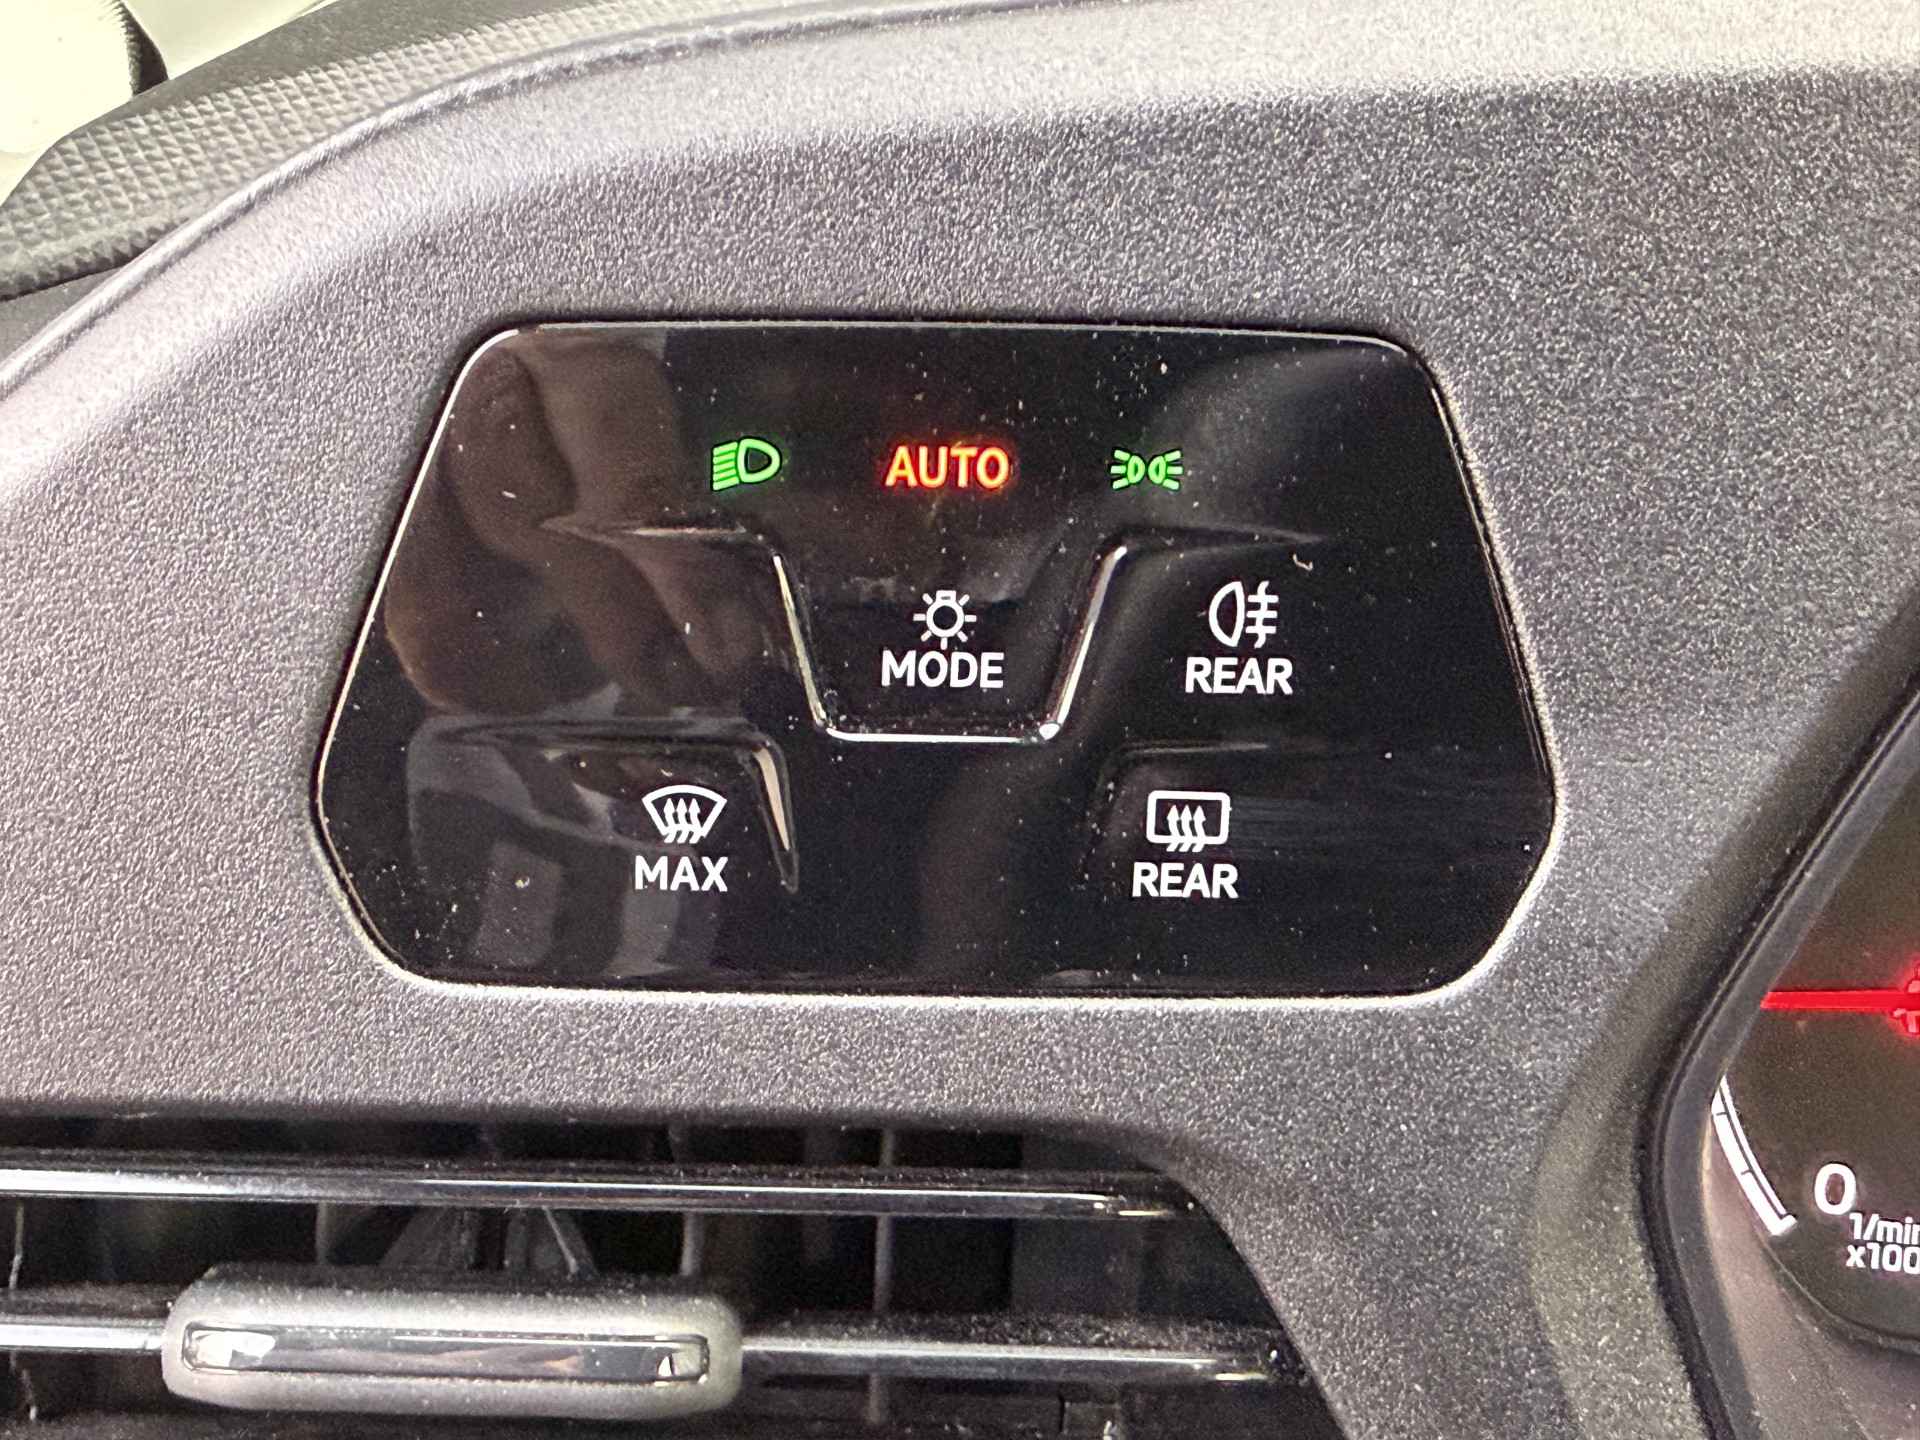 AUTO
MODE
REAR
MAX
REAR
0
1/min
x100